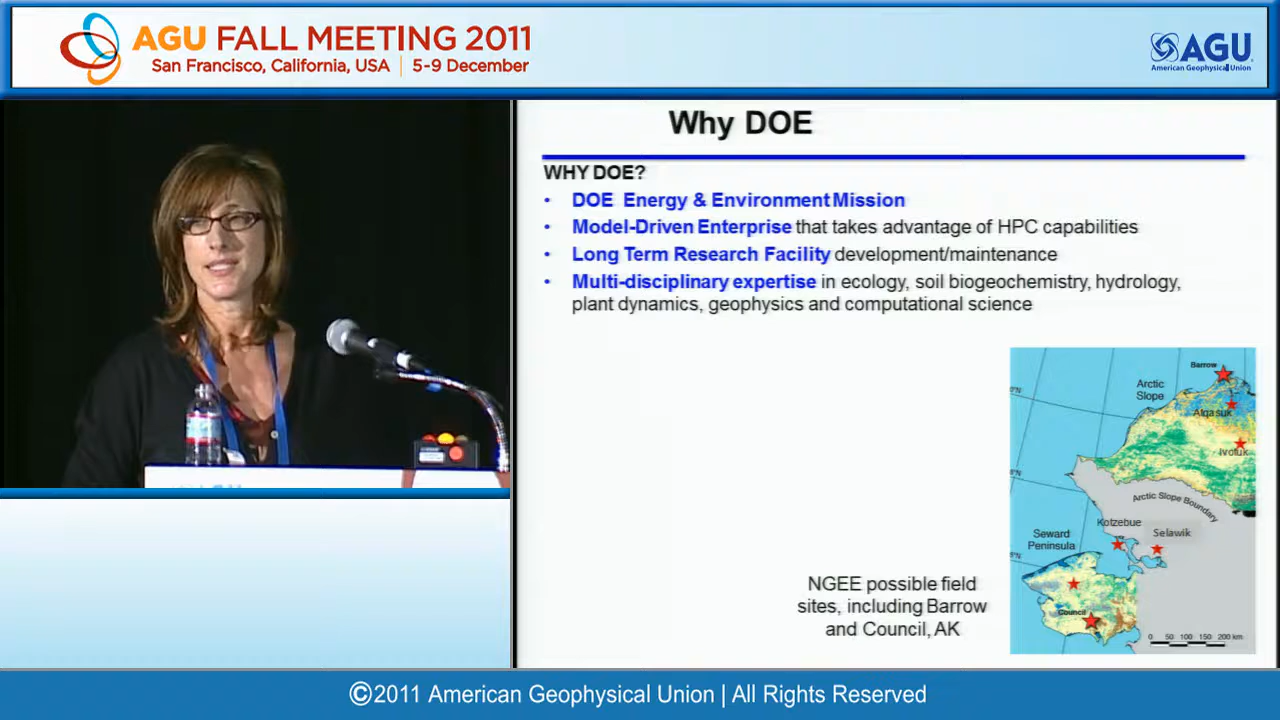 AGU FALL MEETING 2011
San Francisco, California, USA | 5-9 December
AGU
American Geophysical Union
Why DOE
WHY DOE?
• DOE Energy & Environment Mission
• Model-Driven Enterprise that takes advantage of HPC capabilities
• Long Term Research Facility development/maintenance
• Multi-disciplinary expertise in ecology, soil biogeochemistry, hydrology,
plant dynamics, geophysics and computational science
Barrow
Arctic
Slope
Atqasuk
Ivotuk
Arctic Slope Boundary
Kotzebue
Selawik
Seward
Peninsula
Council
0 50 100 150 200 km
NGEE possible field
sites, including Barrow
and Council, AK
©2011 American Geophysical Union | All Rights Reserved